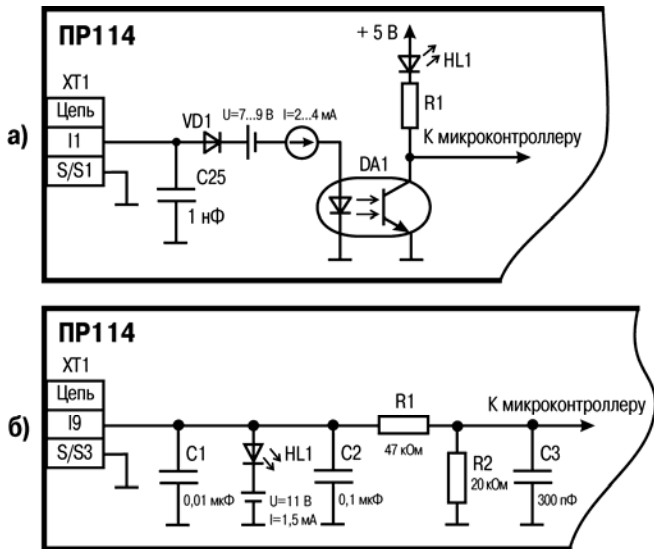 а)
ПР114
XT1
Цепь
I1
S/S1
C25
1 нФ
VD1
U=7...9 В
I=2...4 мА
DA1
+ 5 В
HL1
R1
К микроконтроллеру
б)
ПР114
XT1
Цепь
I9
S/S3
C1
0,01 мкФ
HL1
U=11 В
I=1,5 мА
C2
0,1 мкФ
R1
47 кОм
R2
20 кОм
К микроконтроллеру
C3
300 пФ